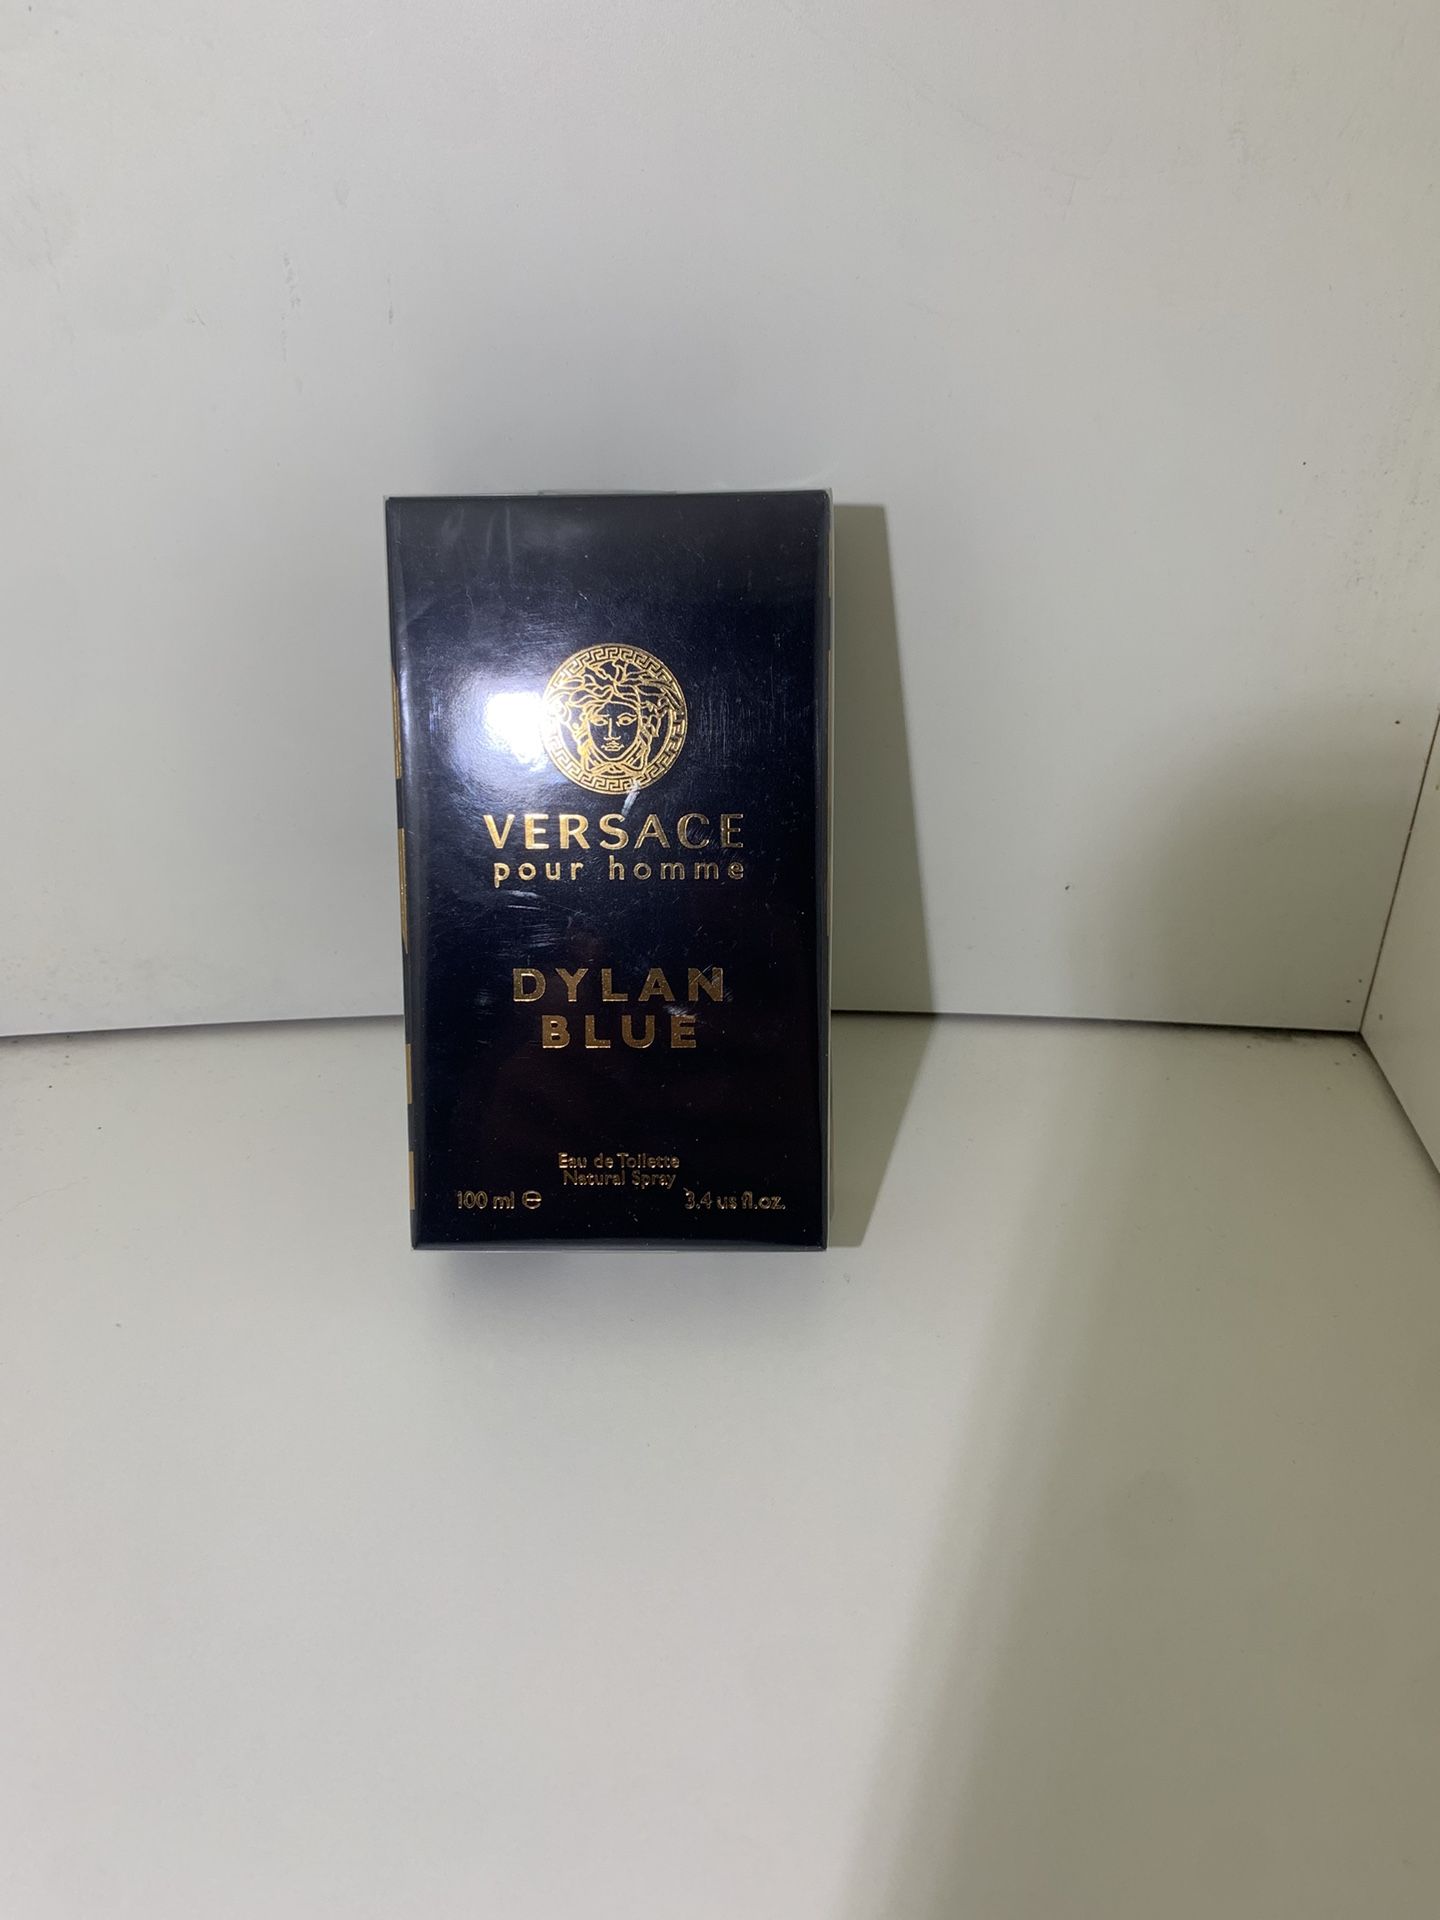 VERSACE
pour homme
DYLAN
BLUE
Eau de Toilette
Natural Spray
100 ml ℮ 3.4 us fl.oz.